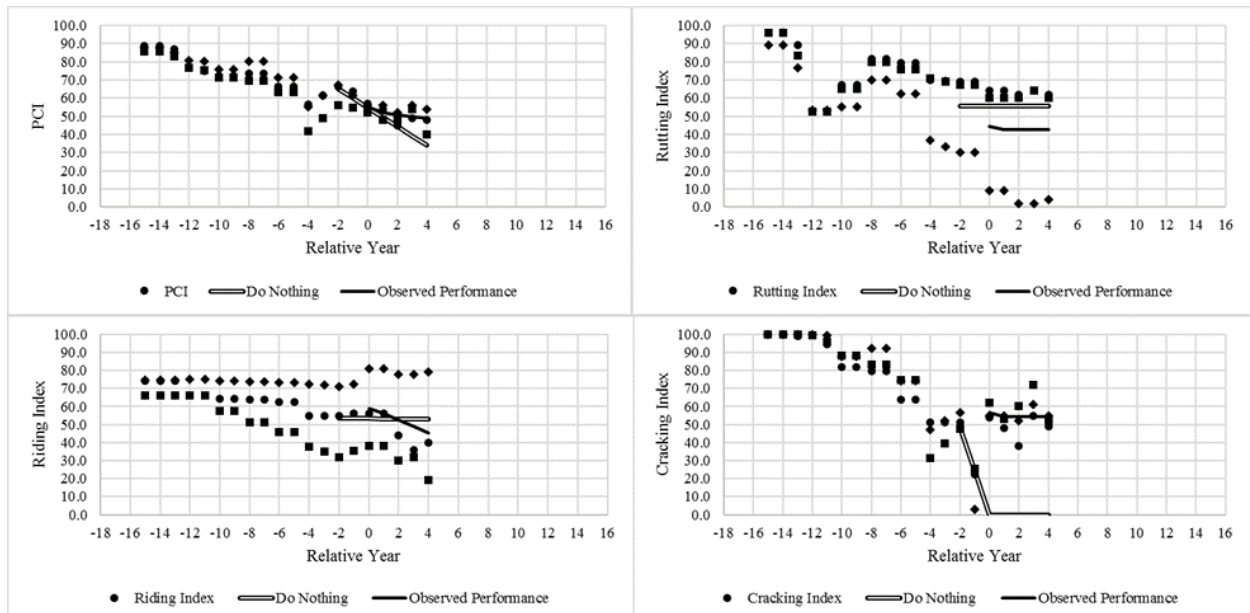 100.0
90.0
80.0
70.0
60.0
50.0
40.0
30.0
20.0
10.0
0.0
PCI
-18 -16 -14 -12 -10 -8 -6 -4 -2 0 2 4 6 8 10 12 14 16
Relative Year
PCI Do Nothing Observed Performance
100.0
90.0
80.0
70.0
60.0
50.0
40.0
30.0
20.0
10.0
0.0
Rutting Index
-18 -16 -14 -12 -10 -8 -6 -4 -2 0 2 4 6 8 10 12 14 16
Relative Year
Rutting Index Do Nothing Observed Performance
100.0
90.0
80.0
70.0
60.0
50.0
40.0
30.0
20.0
10.0
0.0
Riding Index
-18 -16 -14 -12 -10 -8 -6 -4 -2 0 2 4 6 8 10 12 14 16
Relative Year
Riding Index Do Nothing Observed Performance
100.0
90.0
80.0
70.0
60.0
50.0
40.0
30.0
20.0
10.0
0.0
Cracking Index
-18 -16 -14 -12 -10 -8 -6 -4 -2 0 2 4 6 8 10 12 14 16
Relative Year
Cracking Index Do Nothing Observed Performance